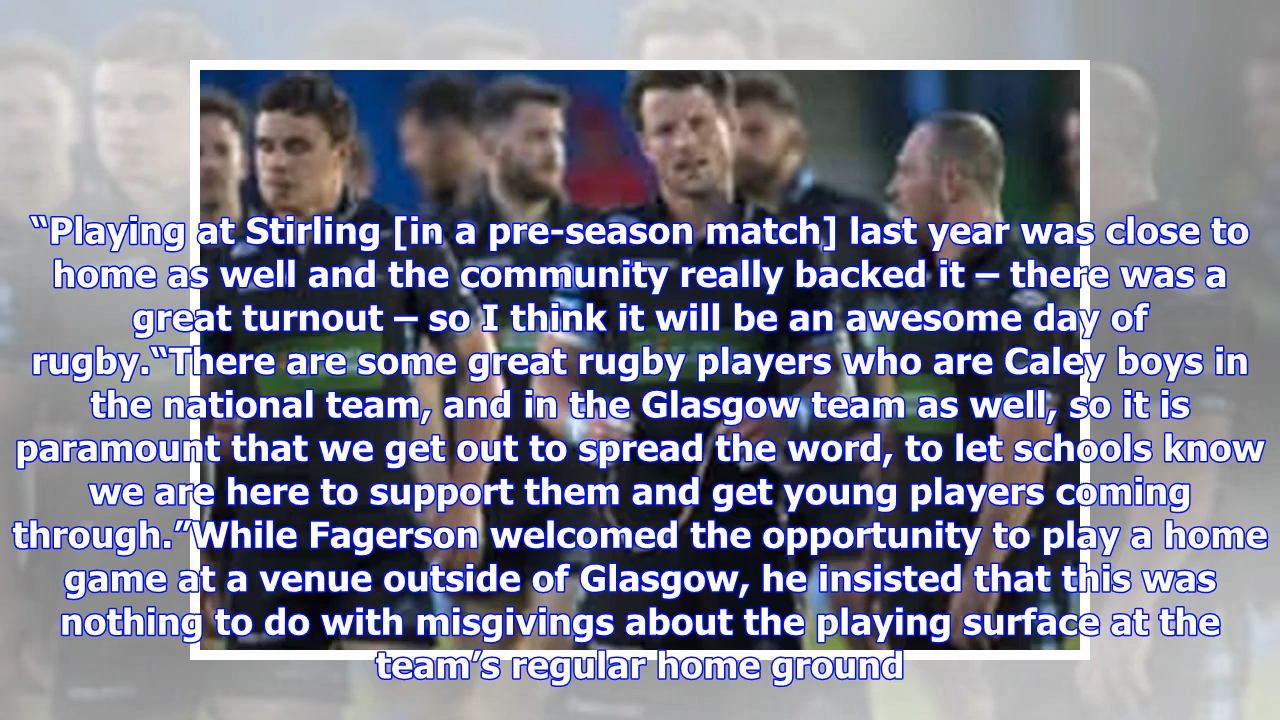 “Playing at Stirling [in a pre-season match] last year was close to
home as well and the community really backed it – there was a
great turnout – so I think it will be an awesome day of
rugby.“There are some great rugby players who are Caley boys in
the national team, and in the Glasgow team as well, so it is
paramount that we get out to spread the word, to let schools know
we are here to support them and get young players coming
through.”While Fagerson welcomed the opportunity to play a home
game at a venue outside of Glasgow, he insisted that this was
nothing to do with misgivings about the playing surface at the
team’s regular home ground